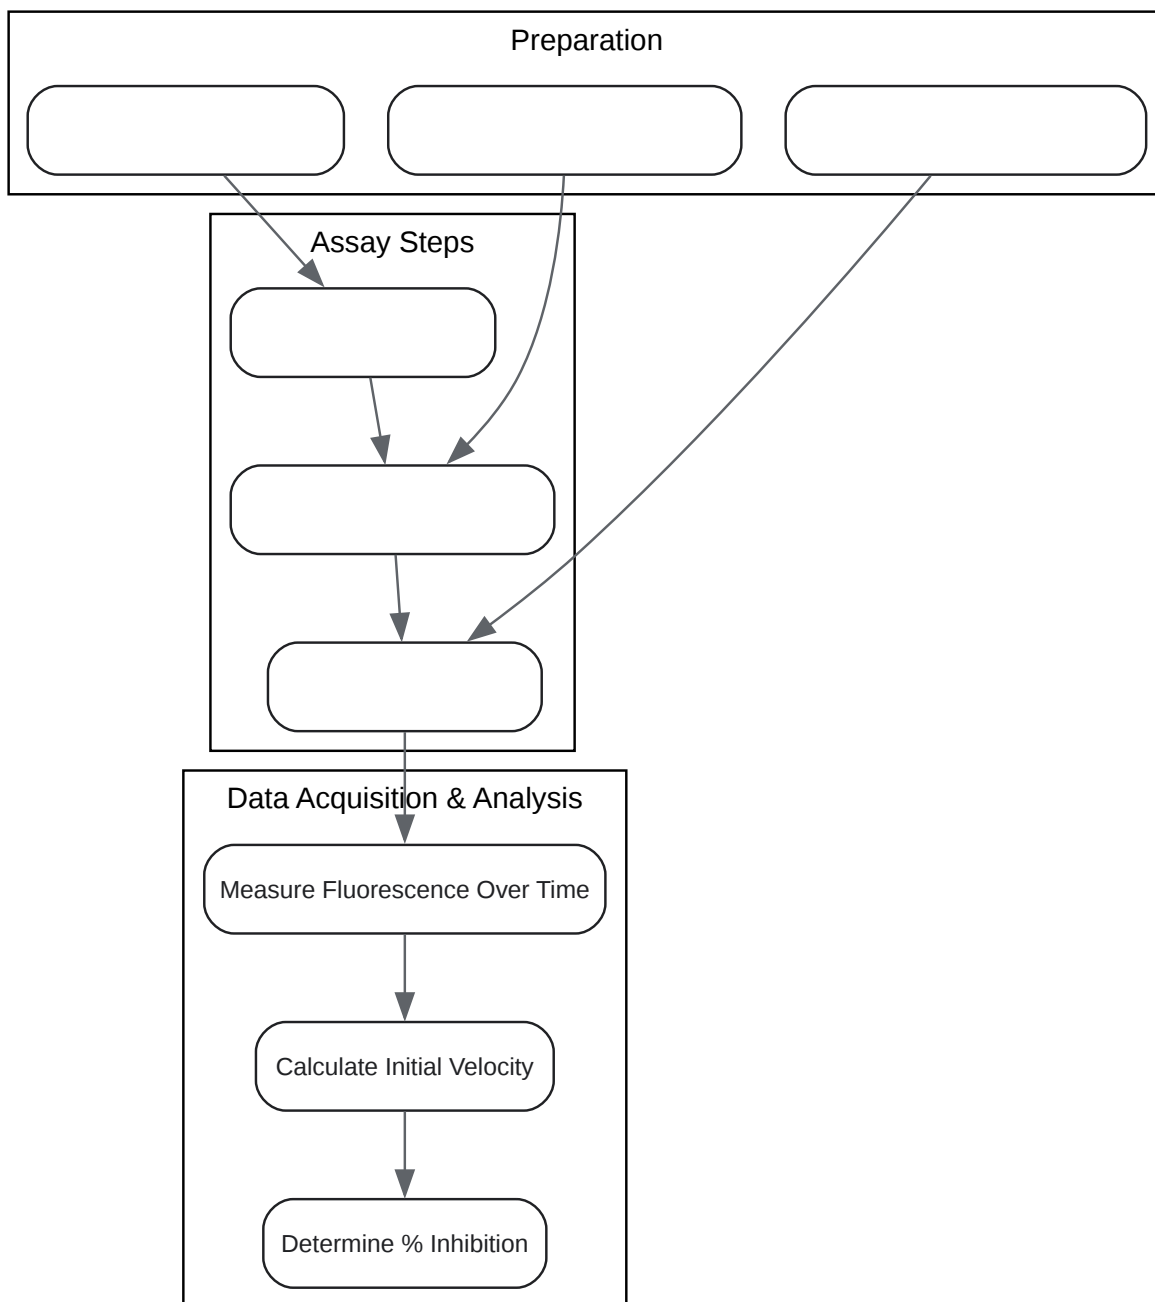 Preparation
Assay Steps
Data Acquisition & Analysis
Measure Fluorescence Over Time
Calculate Initial Velocity
Determine % Inhibition